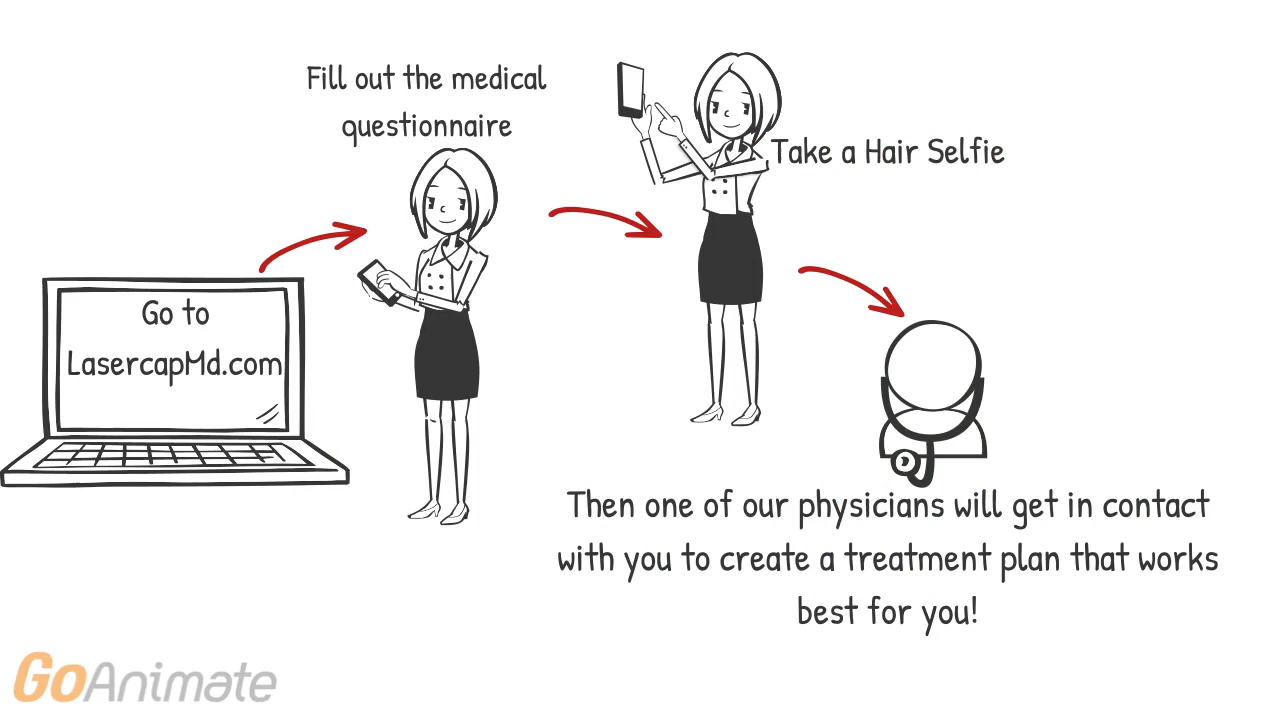 Go to
LasercapMd.com
Fill out the medical
questionnaire
Take a Hair Selfie
Then one of our physicians will get in contact
with you to create a treatment plan that works
best for you!
GoAnimate